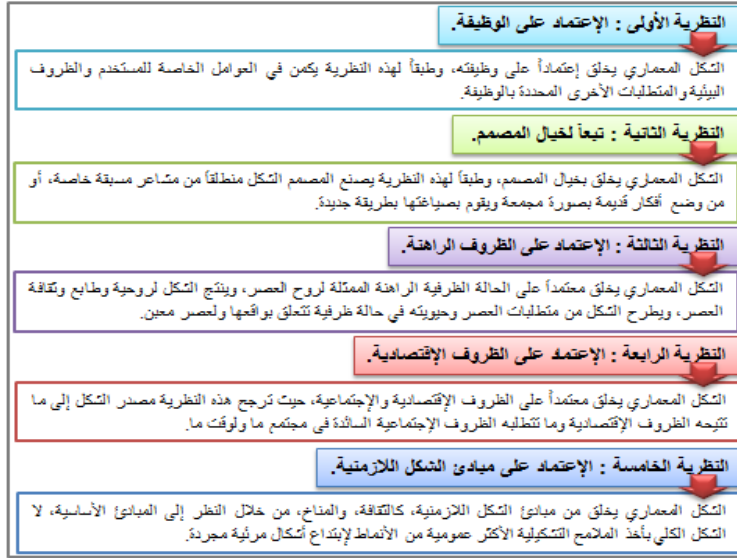 النظرية الأولى : الإعتماد على الوظيفة.
الشكل المعماري يخلق إعتماداً على وظيفته، وطبقاً لهذه النظرية يكمن في العوامل الخاصة للمستخدم والظروف
البيئية والمتطلبات الأخرى المحددة بالوظيفة.
النظرية الثانية : تبعاً لخيال المصمم.
الشكل المعماري يخلق بخيال المصمم، وطبقاً لهذه النظرية يصنع المصمم الشكل منطلقاً من مشاعر مسبقة خاصة، أو
من وضع أفكار قديمة بصورة مجمعة ويقوم بصياغتها بطريقة جديدة.
النظرية الثالثة : الإعتماد على الظروف الراهنة.
الشكل المعماري يخلق معتمداً على الحالة الظرفية الراهنة الممثلة لروح العصر، وينتج الشكل لروحية وطابع وثقافة
العصر، ويطرح الشكل من متطلبات العصر وحيويته في حالة ظرفية تتعلق بواقعها ولعصر معين.
النظرية الرابعة : الإعتماد على الظروف الإقتصادية.
الشكل المعماري يخلق معتمداً على الظروف الإقتصادية والإجتماعية، حيث ترجح هذه النظرية مصدر الشكل إلى ما
تتيحه الظروف الإقتصادية وما تتطلبه الظروف الإجتماعية السائدة في مجتمع ما ولوقت ما.
النظرية الخامسة : الإعتماد على مبادئ الشكل اللازمنية.
الشكل المعماري يخلق من مبادئ الشكل اللازمنية، كالثقافة، والمناخ، من خلال النظر إلى المبادئ الأساسية، لا
الشكل الكلي بأخذ الملامح التشكيلية الأكثر عمومية من الأنماط لإبتداع أشكال مرئية مجردة.